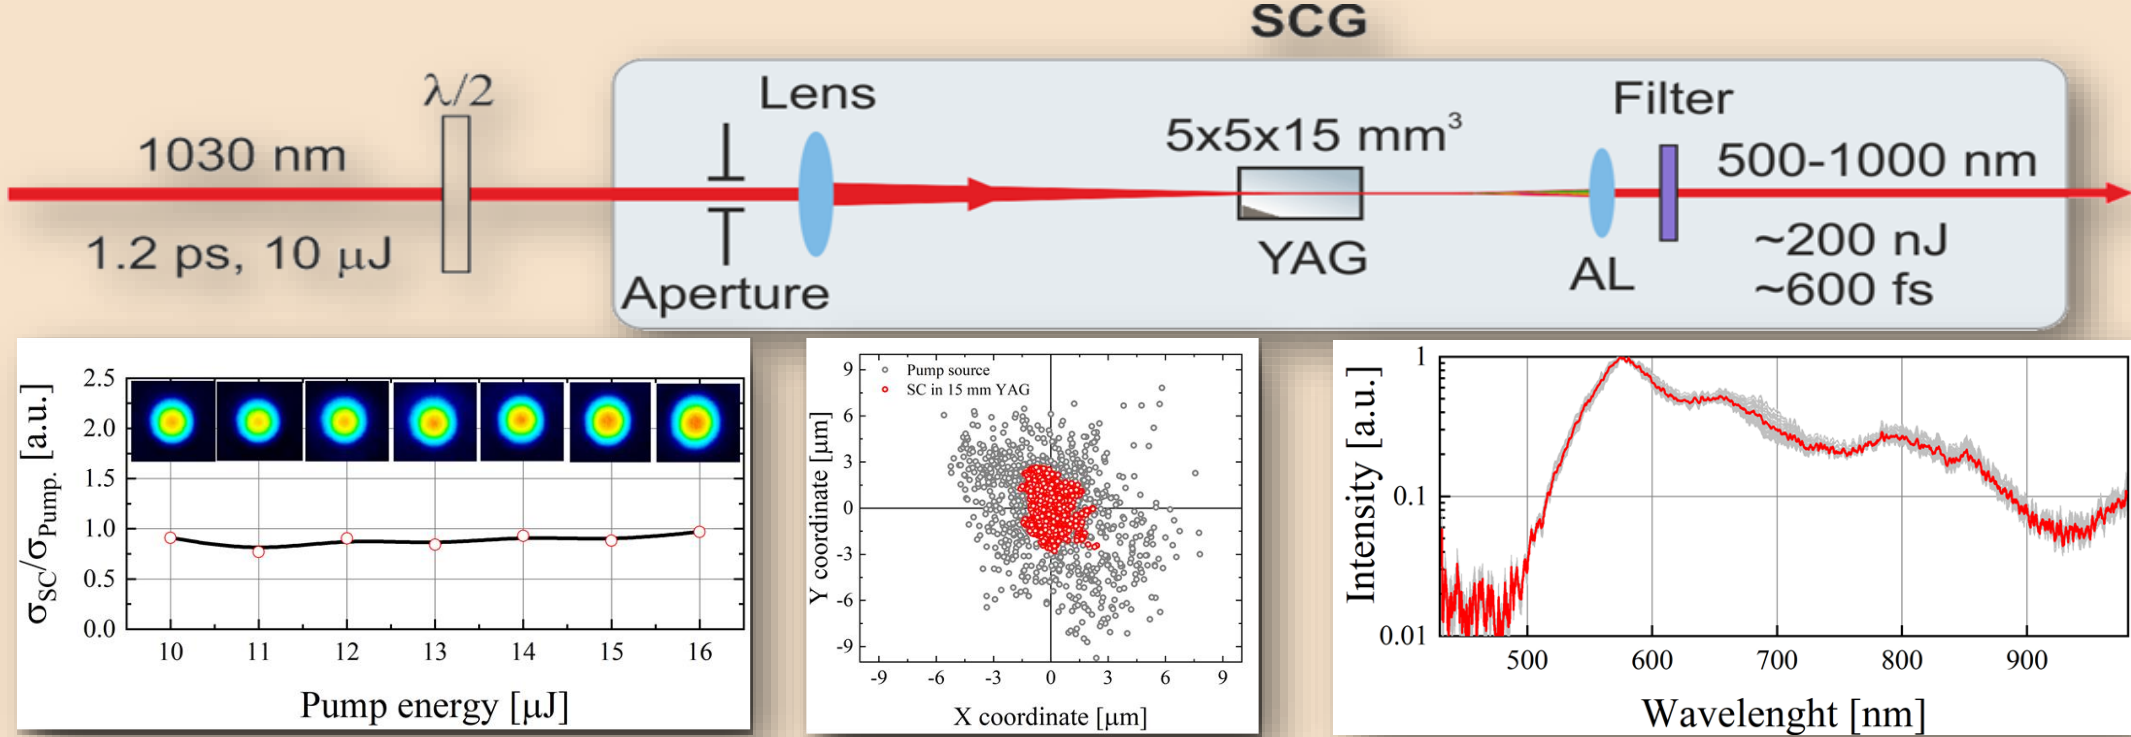 SCG
λ/2
Lens
Filter
1030 nm
5x5x15 mm³
500-1000 nm
1.2 ps, 10 µJ
Aperture
YAG
AL
~200 nJ
~600 fs
σSC/σPump. [a.u.]
2.5
2.0
1.5
1.0
0.5
0.0
10 11 12 13 14 15 16
Pump energy [µJ]
Pump source
SC in 15 mm YAG
Y coordinate [µm]
9
6
3
0
-3
-6
-9
-9 -6 -3 0 3 6 9
X coordinate [µm]
Intensity [a.u.]
1
0.1
0.01
500 600 700 800 900
Wavelenght [nm]